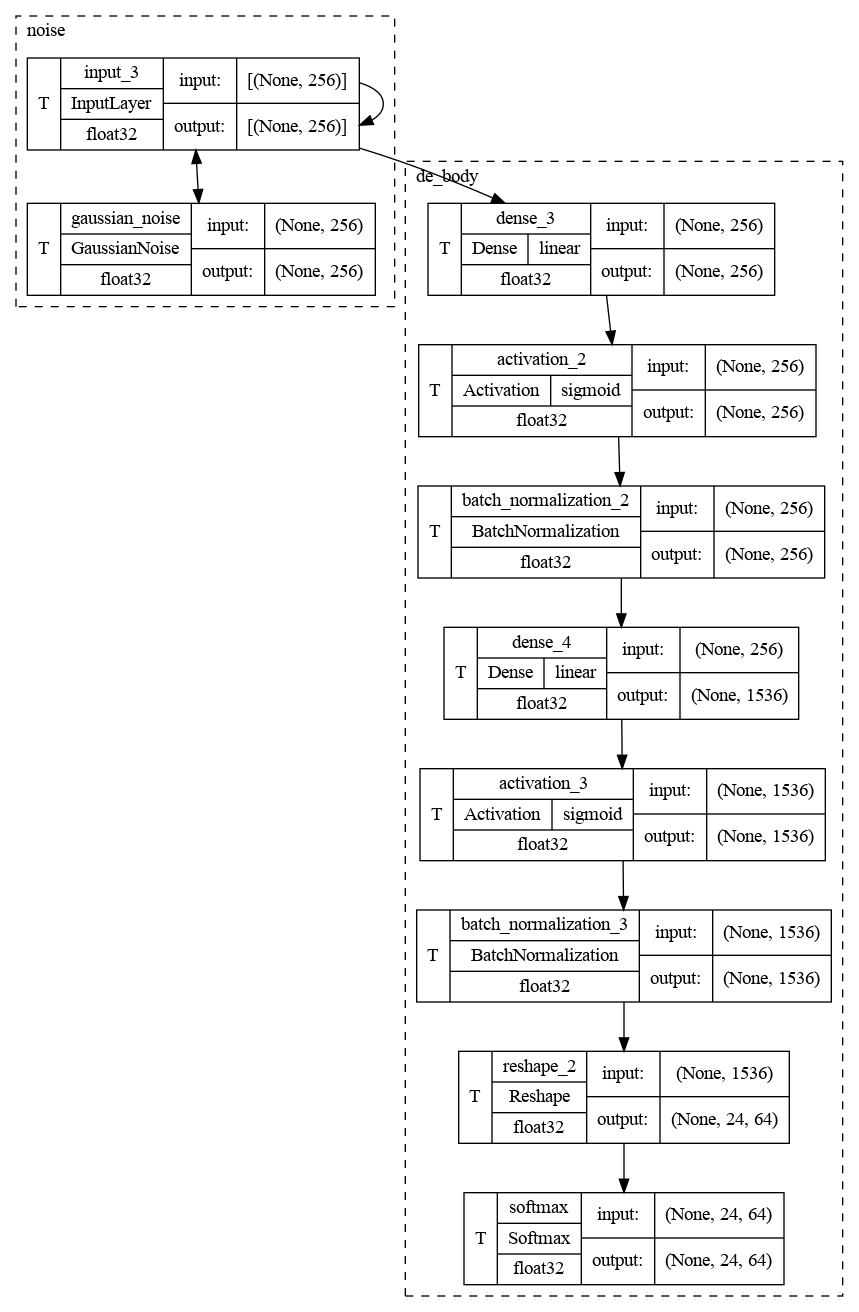 noise
T
input_3
InputLayer
float32
input:
[(None, 256)]
output:
[(None, 256)]
T
gaussian_noise
GaussianNoise
float32
input:
(None, 256)
output:
(None, 256)
de_body
T
dense_3
Dense
linear
float32
input:
(None, 256)
output:
(None, 256)
T
activation_2
Activation
sigmoid
float32
input:
(None, 256)
output:
(None, 256)
T
batch_normalization_2
BatchNormalization
float32
input:
(None, 256)
output:
(None, 256)
T
dense_4
Dense
linear
float32
input:
(None, 256)
output:
(None, 1536)
T
activation_3
Activation
sigmoid
float32
input:
(None, 1536)
output:
(None, 1536)
T
batch_normalization_3
BatchNormalization
float32
input:
(None, 1536)
output:
(None, 1536)
T
reshape_2
Reshape
float32
input:
(None, 1536)
output:
(None, 24, 64)
T
softmax
Softmax
float32
input:
(None, 24, 64)
output:
(None, 24, 64)